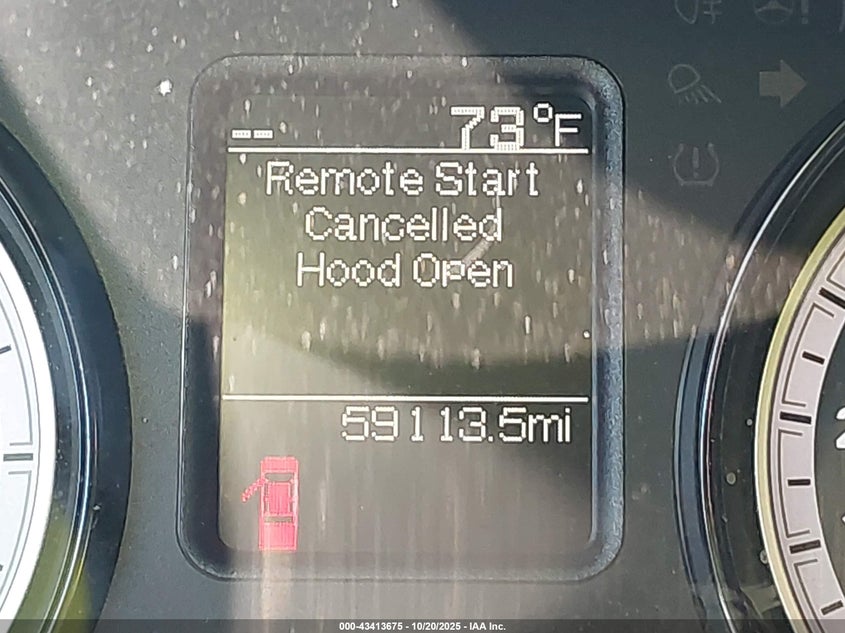 -- 73°F
Remote Start
Cancelled
Hood Open
59113.5mi
000-43413675 - 10/20/2025 - IAA Inc.